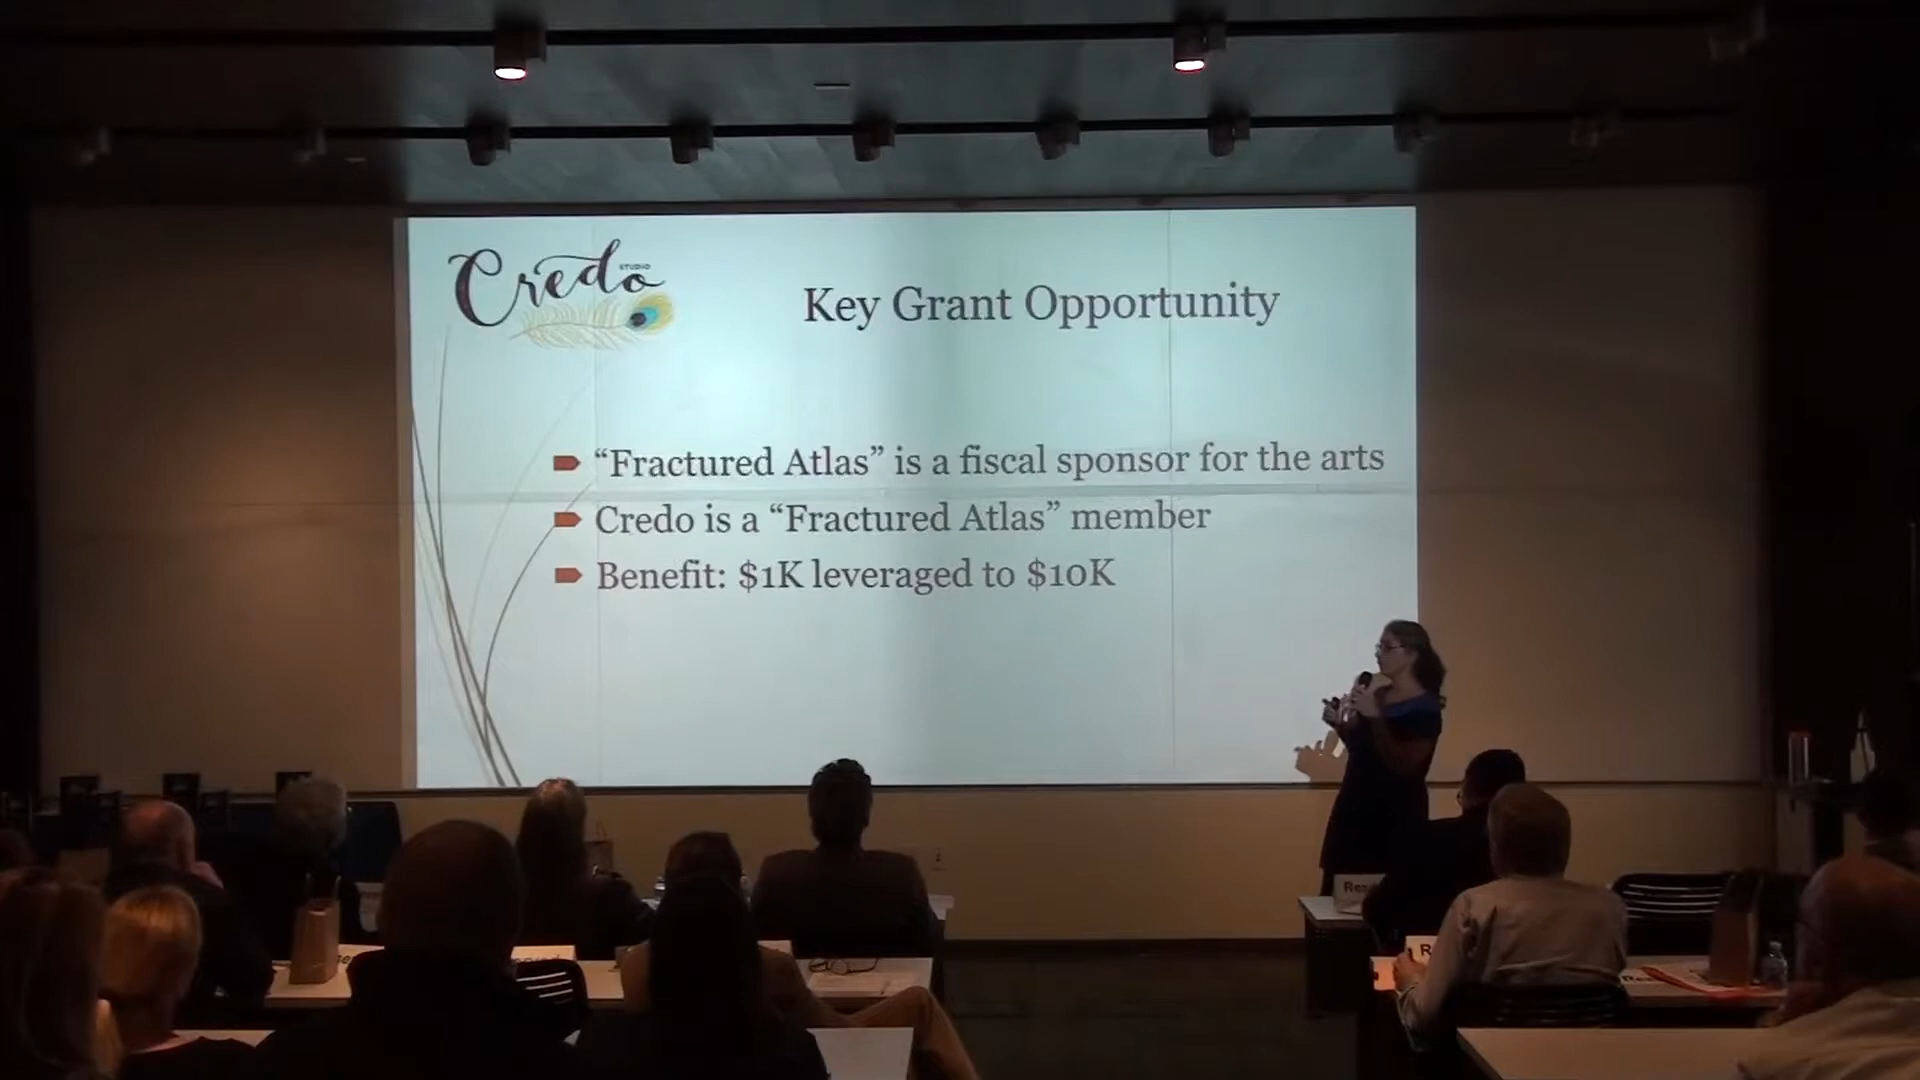 Credo
STUDIO
Key Grant Opportunity
“Fractured Atlas” is a fiscal sponsor for the arts
Credo is a “Fractured Atlas” member
Benefit: $1K leveraged to $10K